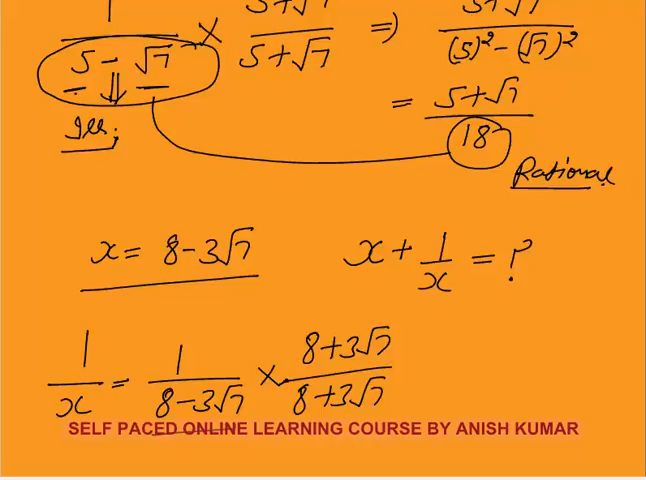 1/(5-√7) × (5+√7)/(5+√7) ⇒ (5+√7)/((5)²-(√7)²)
= (5+√7)/18
Irr;
Rational
x = 8-3√7 x + 1/x = ?
1/x = 1/(8-3√7) × (8+3√7)/(8+3√7)
SELF PACED ONLINE LEARNING COURSE BY ANISH KUMAR